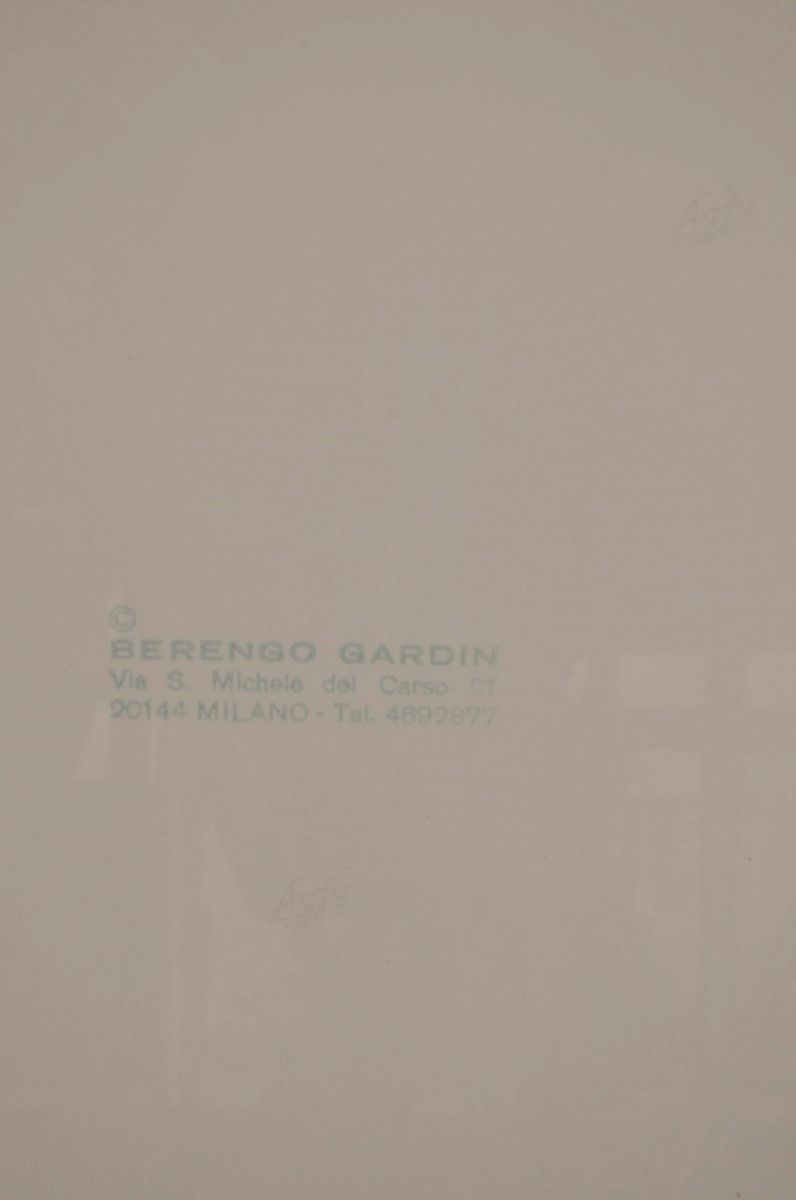 ©
BERENGO GARDIN
Via S. Michele del Carso 21
20144 MILANO - Tel. 4692877